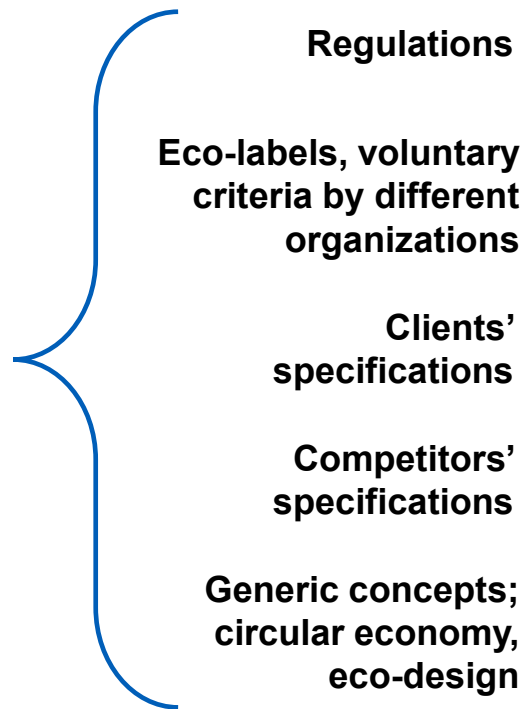 Regulations
Eco-labels, voluntary
criteria by different
organizations
Clients’
specifications
Competitors’
specifications
Generic concepts;
circular economy,
eco-design